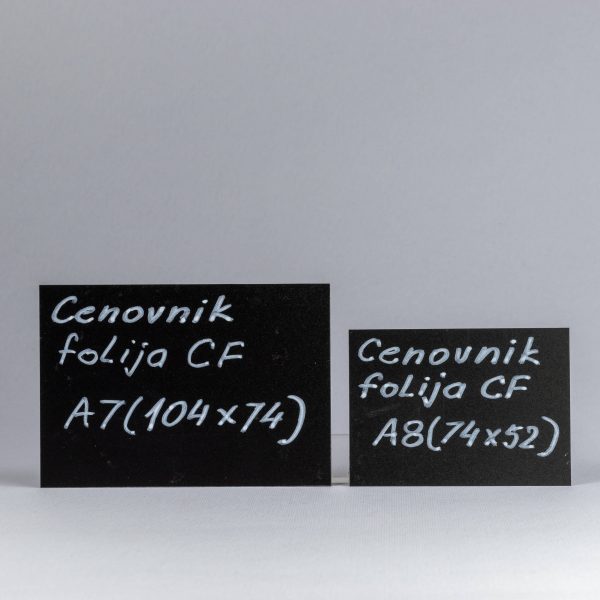 Cenovnik
folija CF
A7(104x74)
Cenovnik
folija CF
A8(74x52)